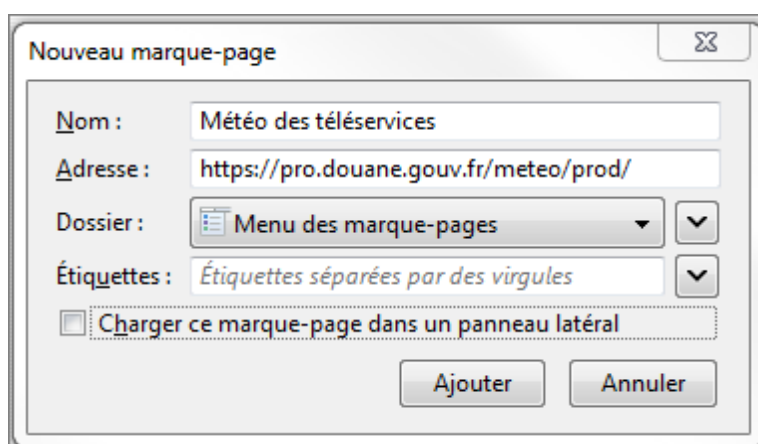 Nouveau marque-page
Nom : Météo des téléservices
Adresse : https://pro.douane.gouv.fr/meteo/prod/
Dossier : Menu des marque-pages
Étiquettes : Étiquettes séparées par des virgules
Charger ce marque-page dans un panneau latéral
Ajouter Annuler